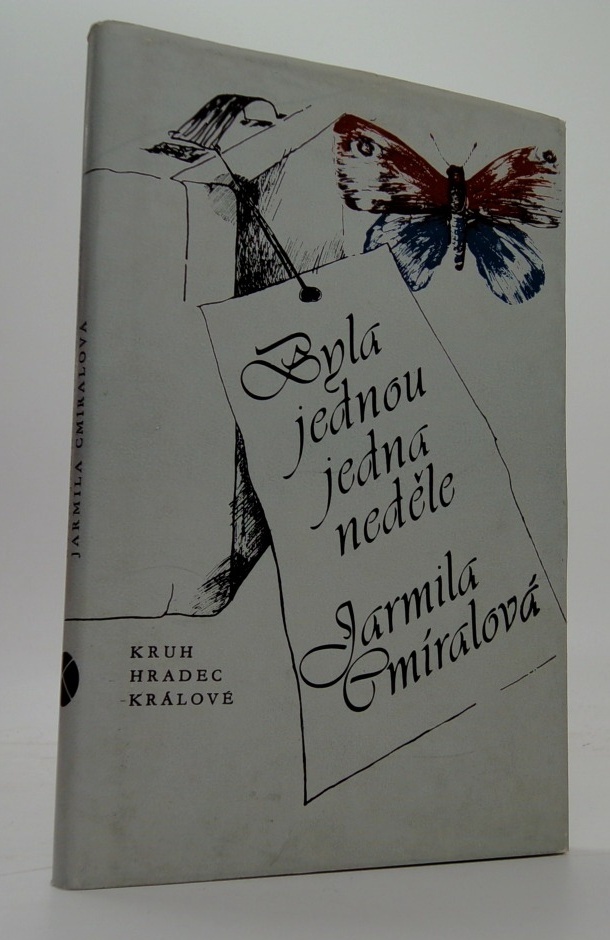 JARMILA CMÍRALOVÁ
Byla
jednou
jedna
neděle
Jarmila
Cmíralová
KRUH
HRADEC
KRÁLOVÉ